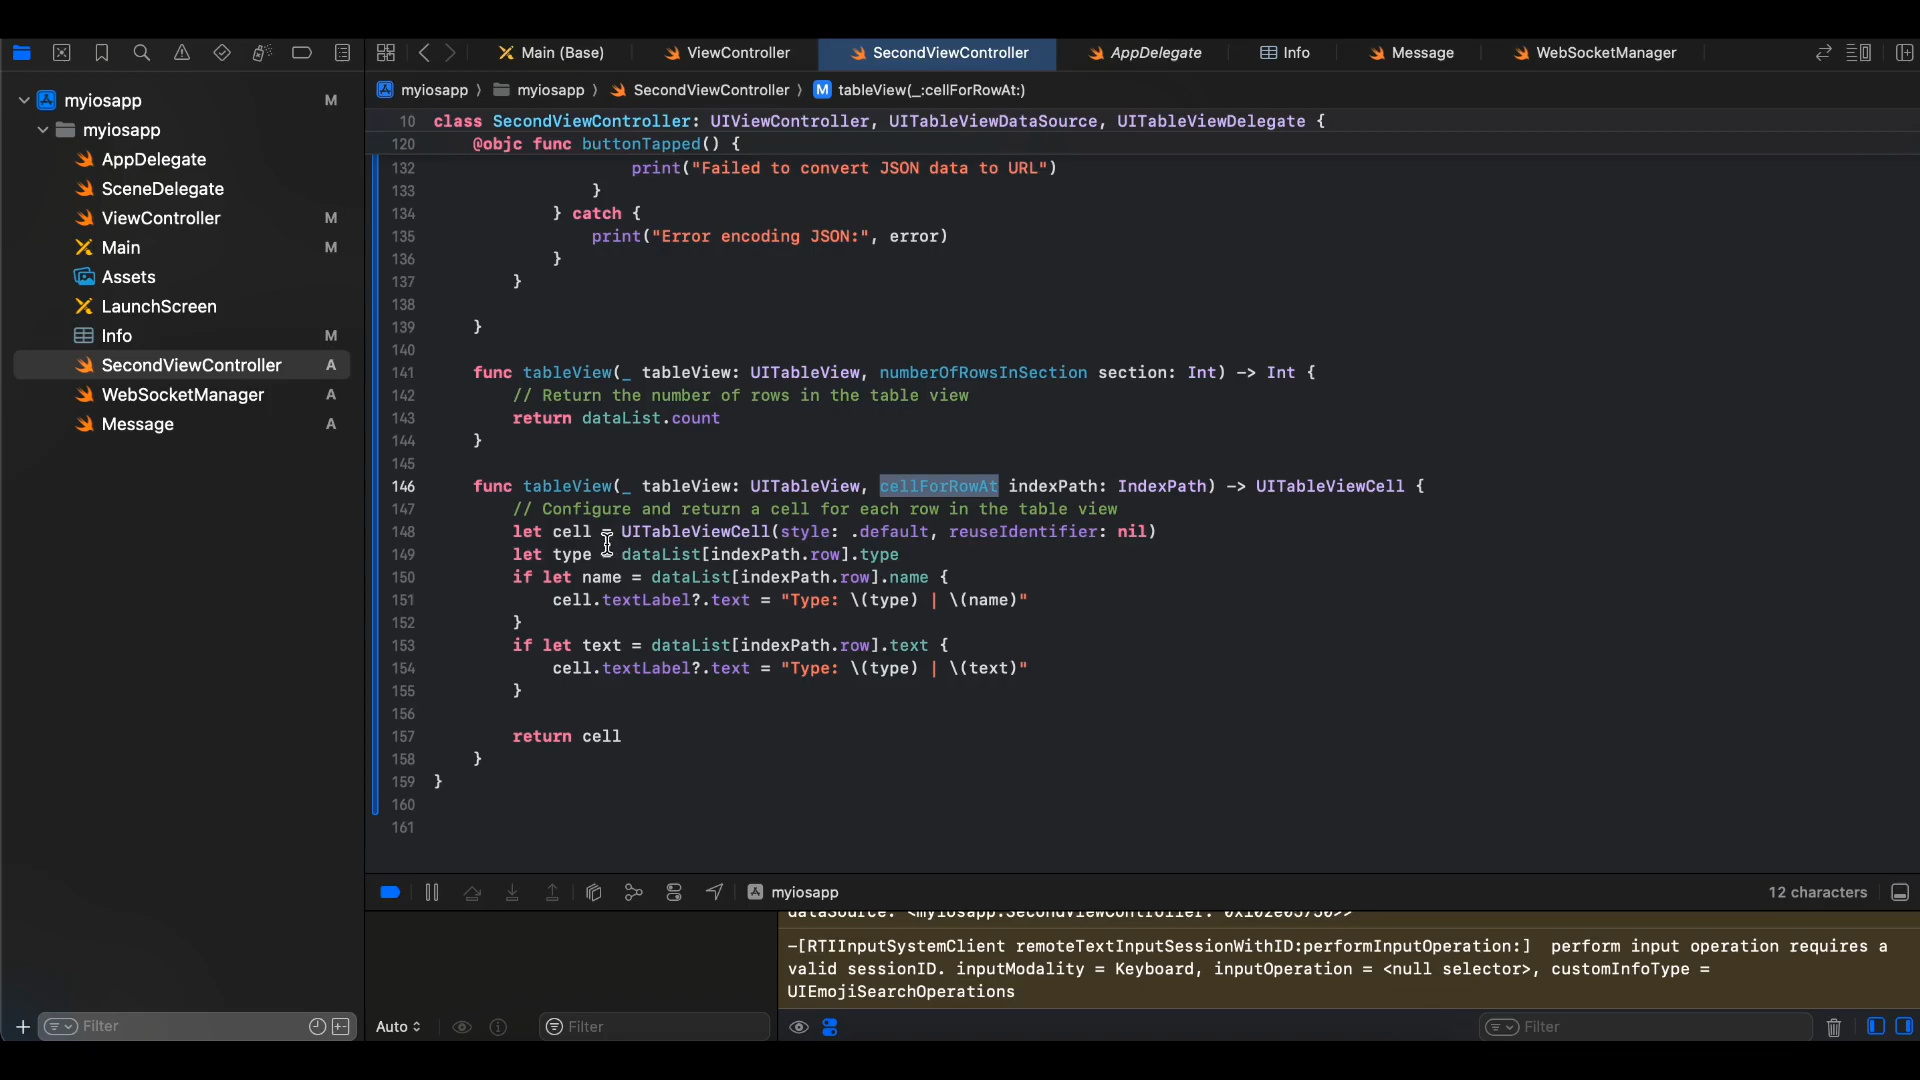 Main (Base)
ViewController
SecondViewController
AppDelegate
Info
Message
WebSocketManager
myiosapp
M
myiosapp
AppDelegate
SceneDelegate
ViewController
M
Main
M
Assets
LaunchScreen
Info
M
SecondViewController
A
WebSocketManager
A
Message
A
Filter
myiosapp 〉 myiosapp 〉 SecondViewController 〉 M tableView(_:cellForRowAt:)
10 class SecondViewController: UIViewController, UITableViewDataSource, UITableViewDelegate {
120 @objc func buttonTapped() {
132 print("Failed to convert JSON data to URL")
133 }
134 } catch {
135 print("Error encoding JSON:", error)
136 }
137 }
138
139 }
140
141 func tableView(_ tableView: UITableView, numberOfRowsInSection section: Int) -> Int {
142 // Return the number of rows in the table view
143 return dataList.count
144 }
145
146 func tableView(_ tableView: UITableView, cellForRowAt indexPath: IndexPath) -> UITableViewCell {
147 // Configure and return a cell for each row in the table view
148 let cell = UITableViewCell(style: .default, reuseIdentifier: nil)
149 let type = dataList[indexPath.row].type
150 if let name = dataList[indexPath.row].name {
151 cell.textLabel?.text = "Type: \(type) | \(name)"
152 }
153 if let text = dataList[indexPath.row].text {
154 cell.textLabel?.text = "Type: \(type) | \(text)"
155 }
156
157 return cell
158 }
159 }
160
161
myiosapp
12 characters
dataSource: <myiosapp.SecondViewController: 0x102e05750>>
-[RTIInputSystemClient remoteTextInputSessionWithID:performInputOperation:]  perform input operation requires a
valid sessionID. inputModality = Keyboard, inputOperation = <null selector>, customInfoType =
UIEmojiSearchOperations
Auto
Filter
Filter